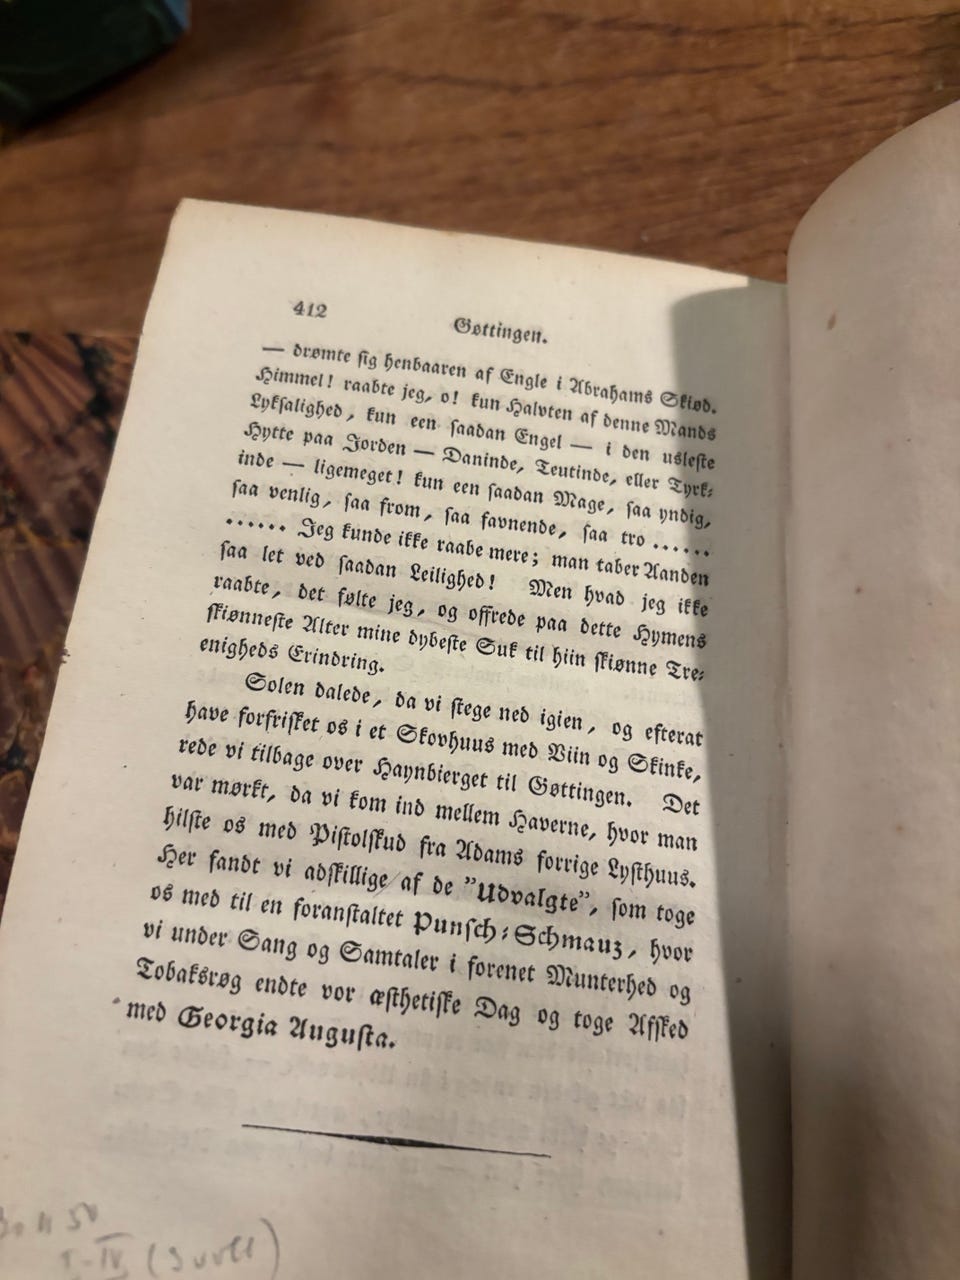 412
Gøttingen.
— drømte sig henbaaren af Engle i Abrahams Skiød.
Himmel! raabte jeg, o! kun Halvten af denne Mands
Lyksalighed, kun een saadan Engel — i den usleste
Hytte paa Jorden — Daninde, Teutinde, eller Tyrk-
inde — ligemeget! kun een saadan Mage, saa yndig,
saa venlig, saa from, saa favnende, saa tro ......
...... Jeg kunde ikke raabe mere; man taber Aanden
saa let ved saadan Leilighed! Men hvad jeg ikke
raabte, det følte jeg, og offrede paa dette Hymens
skiønneste Alter mine dybeste Suk til hiin skiønne Tre-
enigheds Erindring.
Solen dalede, da vi stege ned igien, og efterat
have forfrisket os i et Skovhuus med Viin og Skinke,
rede vi tilbage over Haynbierget til Gøttingen. Det
var mørkt, da vi kom ind mellem Haverne, hvor man
hilste os med Pistolskud fra Adams forrige Lysthuus.
Her fandt vi adskillige af de "Udvalgte", som toge
os med til en foranstaltet Punsch-Schmauz, hvor
vi under Sang og Samtaler i forenet Munterhed og
Tobaksrøg endte vor æsthetiske Dag og toge Afsked
med Georgia Augusta.
I-IV